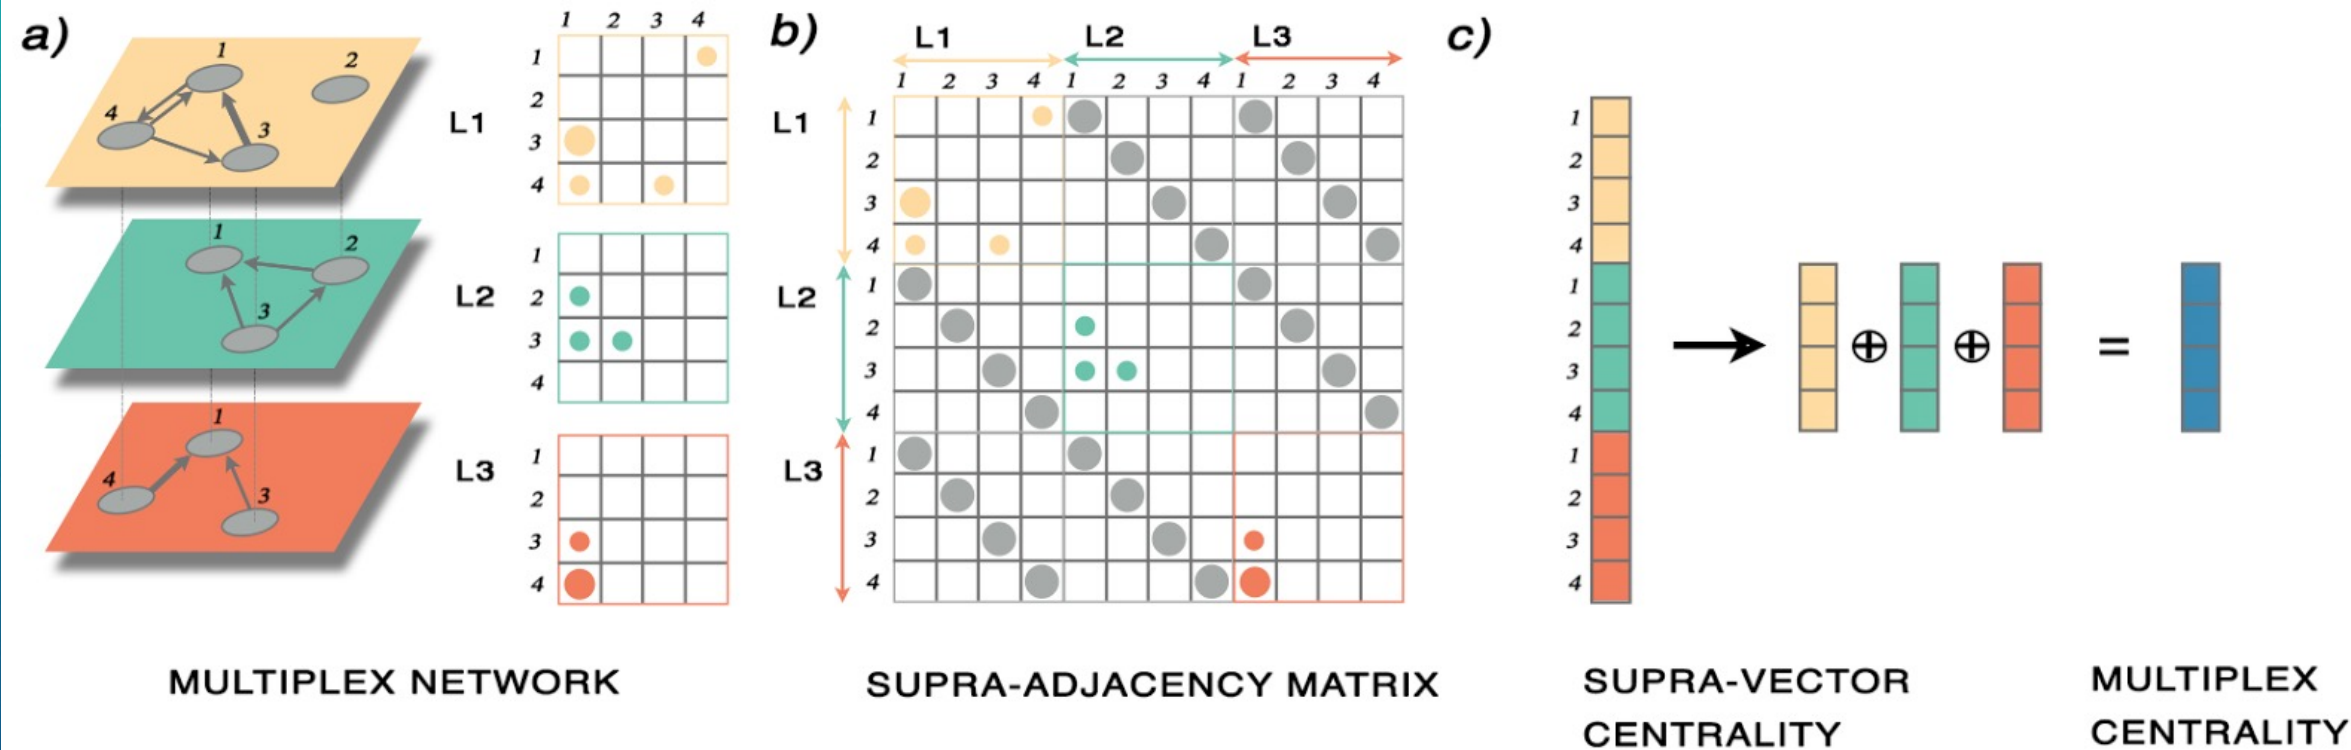 a)
1
2
4
3
1
2
3
1
4
3
L1
1 2 3 4
1
2
3
4
L2
1
2
3
4
L3
1
2
3
4
MULTIPLEX NETWORK
b)
L1 L2 L3
1 2 3 4 1 2 3 4 1 2 3 4
L1
1
2
3
4
L2
1
2
3
4
L3
1
2
3
4
SUPRA-ADJACENCY MATRIX
c)
1
2
3
4
1
2
3
4
1
2
3
4
⊕ ⊕ =
SUPRA-VECTOR
CENTRALITY
MULTIPLEX
CENTRALITY